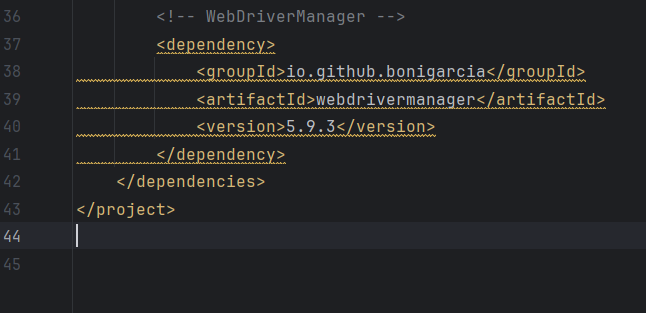 36 <!-- WebDriverManager -->
37 <dependency>
38 <groupId>io.github.bonigarcia</groupId>
39 <artifactId>webdrivermanager</artifactId>
40 <version>5.9.3</version>
41 </dependency>
42 </dependencies>
43 </project>
44
45